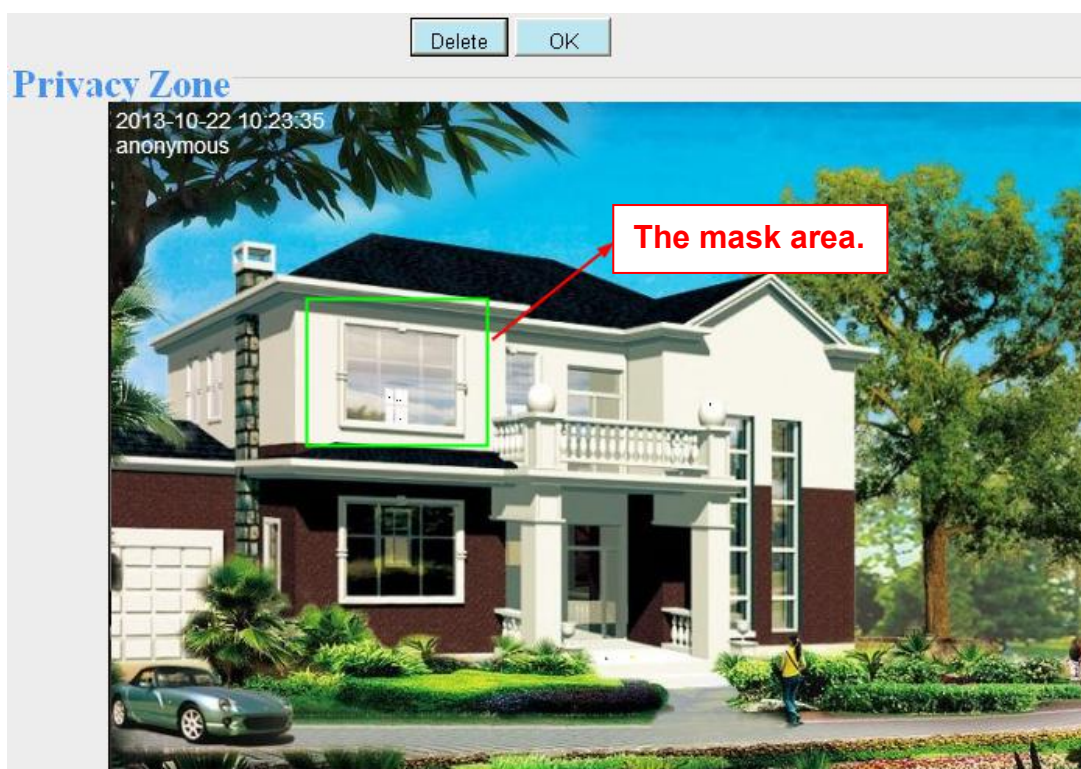 Delete
OK
Privacy Zone
2013-10-22 10:23:35
anonymous
The mask area.